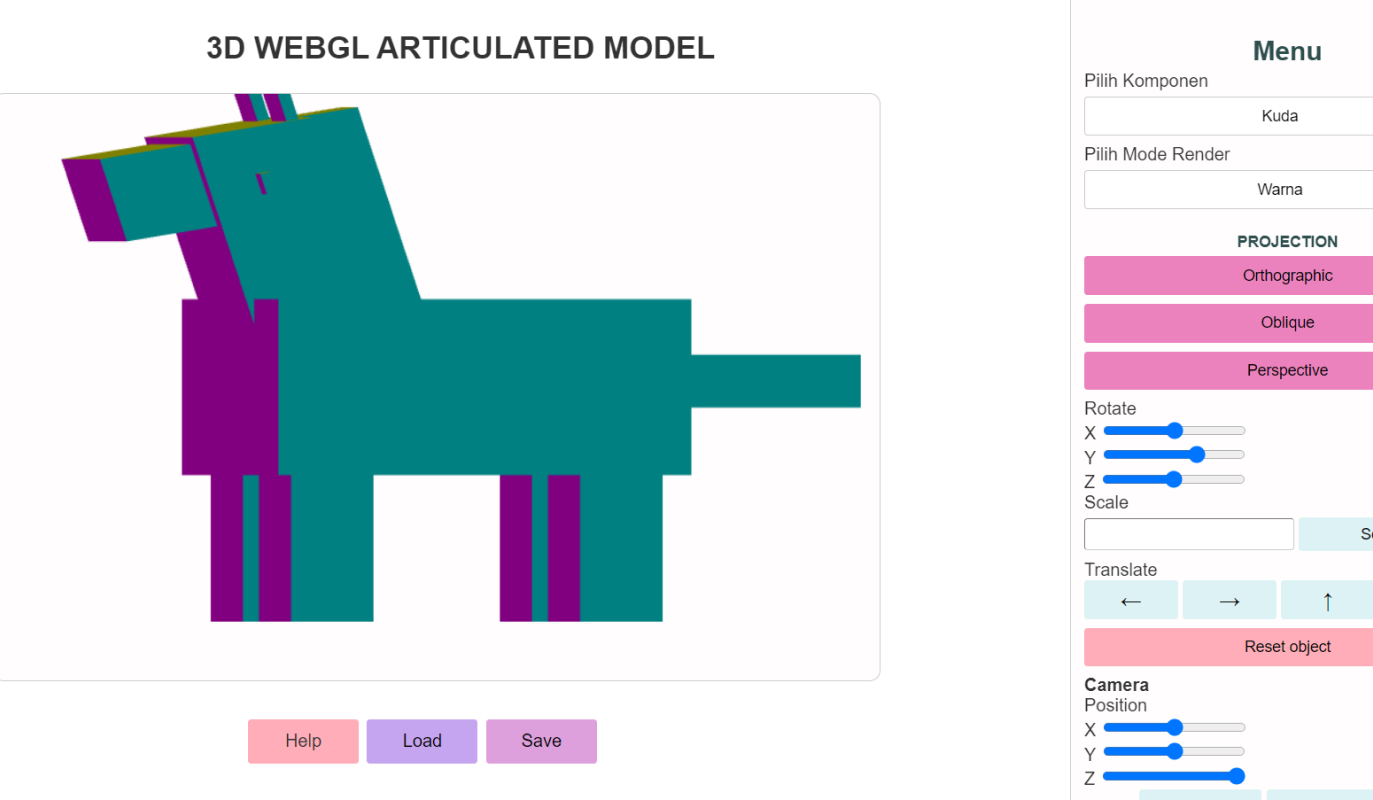 3D WEBGL ARTICULATED MODEL
Help
Load
Save
Menu
Pilih Komponen
Kuda
Pilih Mode Render
Warna
PROJECTION
Orthographic
Oblique
Perspective
Rotate
X
Y
Z
Scale
Translate
← → ↑
Reset object
Camera
Position
X
Y
Z